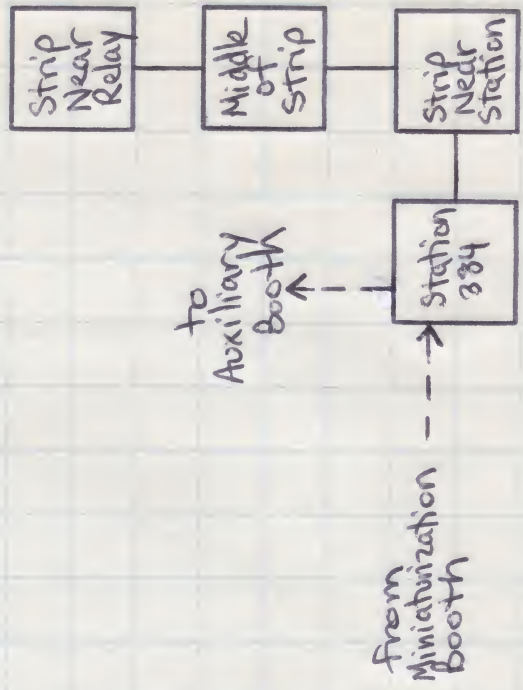 Strip
Near
Relay
Middle
of
Strip
Strip
Near
Station
Station
384
to
Auxiliary
Booth
from
Miniaturization
Booth